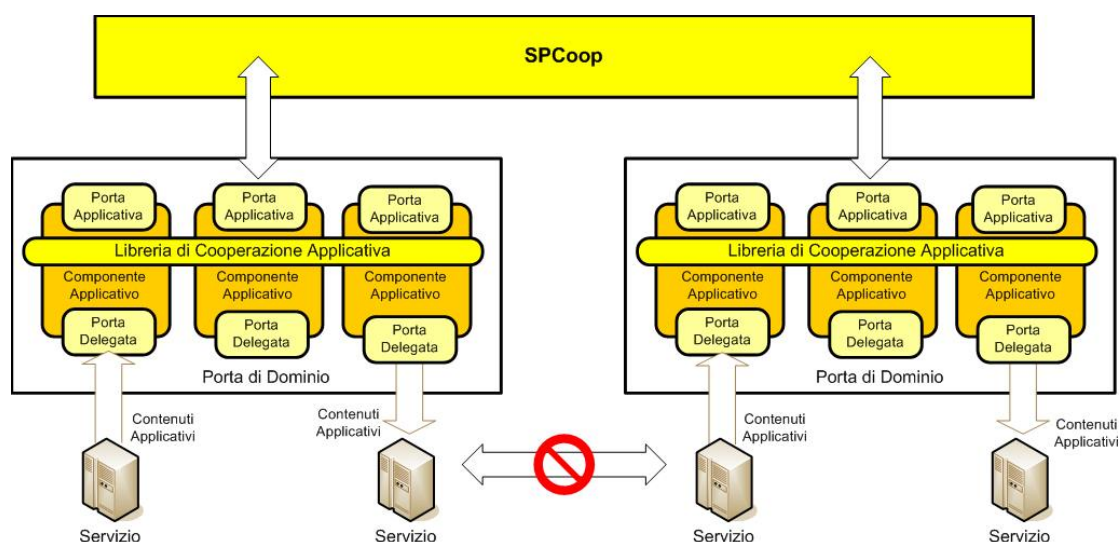 SPCoop
Porta
Applicativa
Porta
Applicativa
Porta
Applicativa
Libreria di Cooperazione Applicativa
Componente
Applicativo
Componente
Applicativo
Componente
Applicativo
Porta
Delegata
Porta
Delegata
Porta
Delegata
Porta di Dominio
Contenuti
Applicativi
Contenuti
Applicativi
Servizio
Servizio
Porta
Applicativa
Porta
Applicativa
Porta
Applicativa
Libreria di Cooperazione Applicativa
Componente
Applicativo
Componente
Applicativo
Componente
Applicativo
Porta
Delegata
Porta
Delegata
Porta
Delegata
Porta di Dominio
Contenuti
Applicativi
Contenuti
Applicativi
Servizio
Servizio